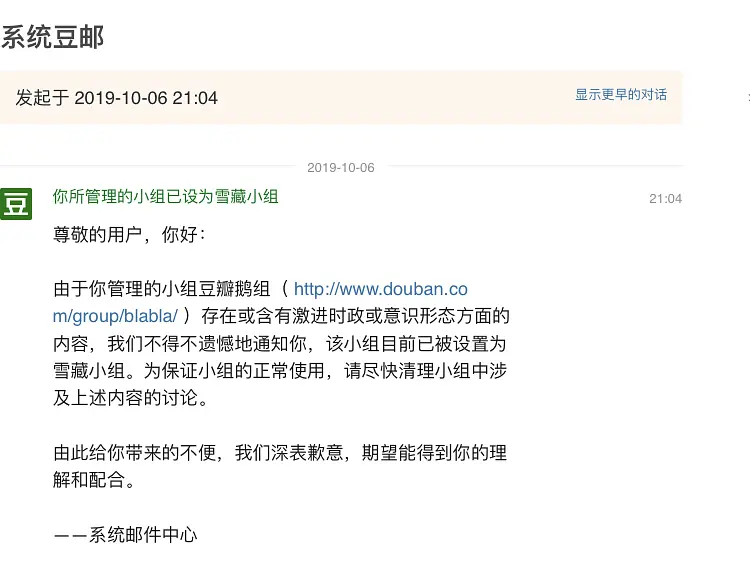 系统豆邮
发起于 2019-10-06 21:04
显示更早的对话
2019-10-06
豆
你所管理的小组已设为雪藏小组
21:04
尊敬的用户，你好：
由于你管理的小组豆瓣鹅组（ http://www.douban.co
m/group/blabla/ ）存在或含有激进时政或意识形态方面的
内容，我们不得不遗憾地通知你，该小组目前已被设置为
雪藏小组。为保证小组的正常使用，请尽快清理小组中涉
及上述内容的讨论。
由此给你带来的不便，我们深表歉意，期望能得到你的理
解和配合。
——系统邮件中心